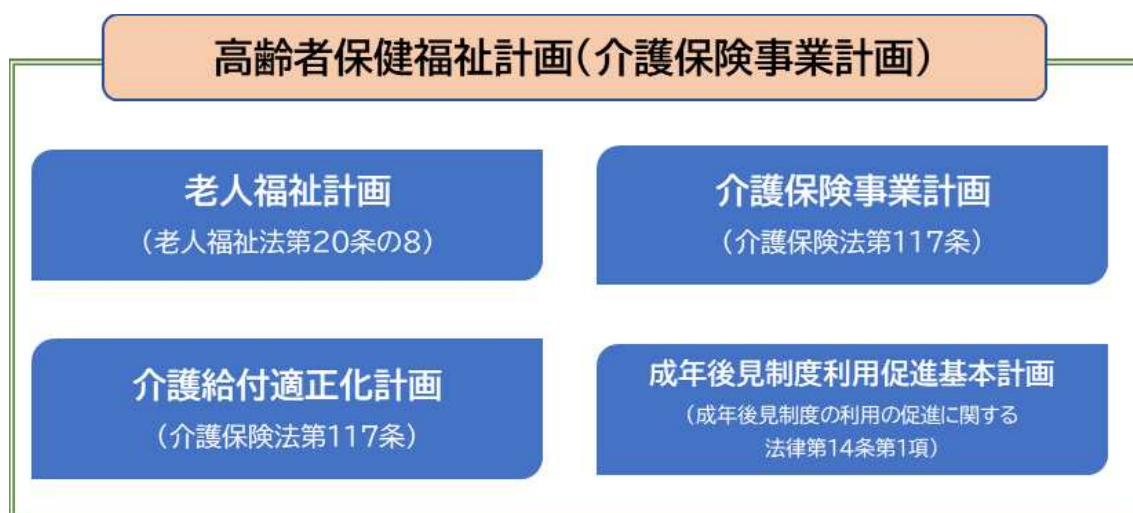 高齢者保健福祉計画(介護保険事業計画)
老人福祉計画
(老人福祉法第20条の8)
介護保険事業計画
(介護保険法第117条)
介護給付適正化計画
(介護保険法第117条)
成年後見制度利用促進基本計画
(成年後見制度の利用の促進に関する
法律第14条第1項)